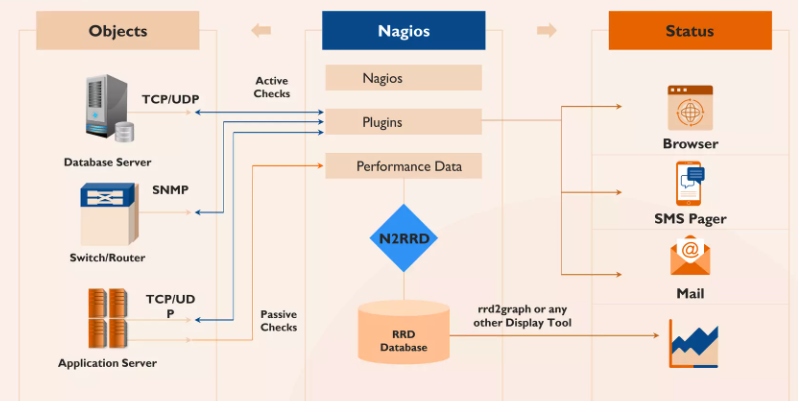 Objects
Nagios
Status
TCP/UDP
Database Server
SNMP
Switch/Router
TCP/UD
P
Application Server
Active
Checks
Passive
Checks
Nagios
Plugins
Performance Data
N2RRD
RRD
Database
rrd2graph or any
other Display Tool
Browser
SMS Pager
@
Mail